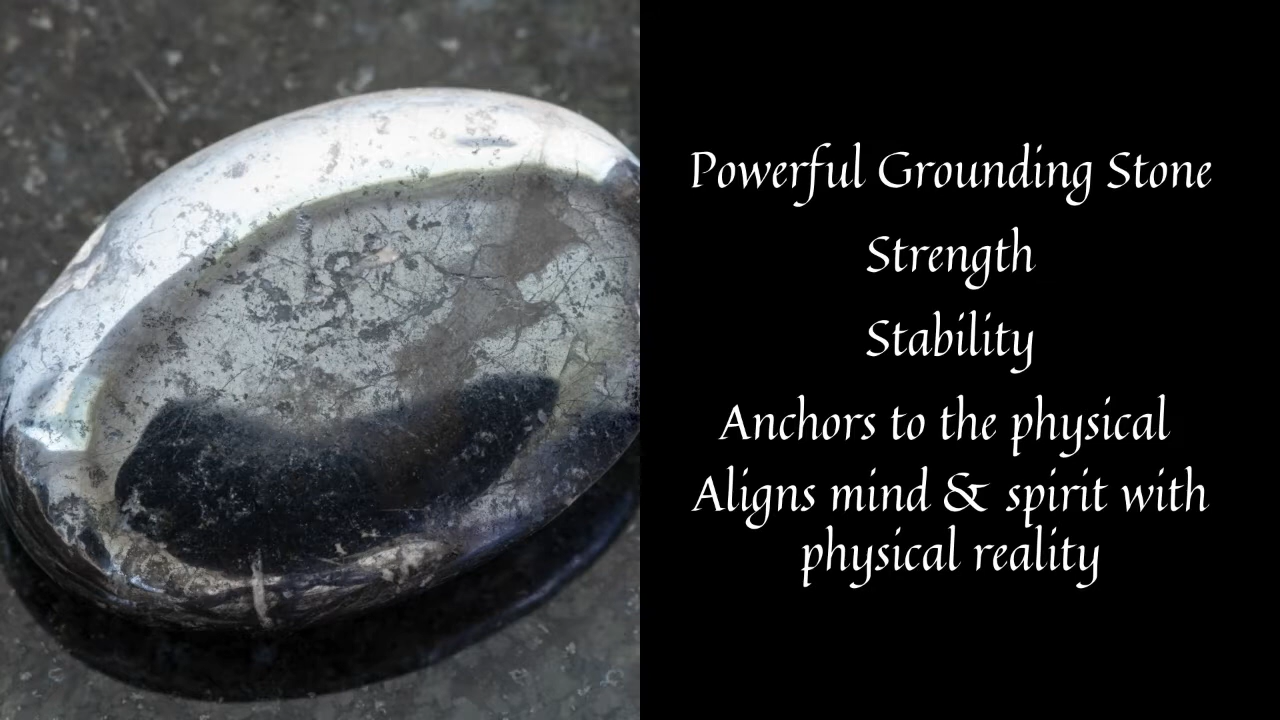 Powerful Grounding Stone
Strength
Stability
Anchors to the physical
Aligns mind & spirit with
physical reality